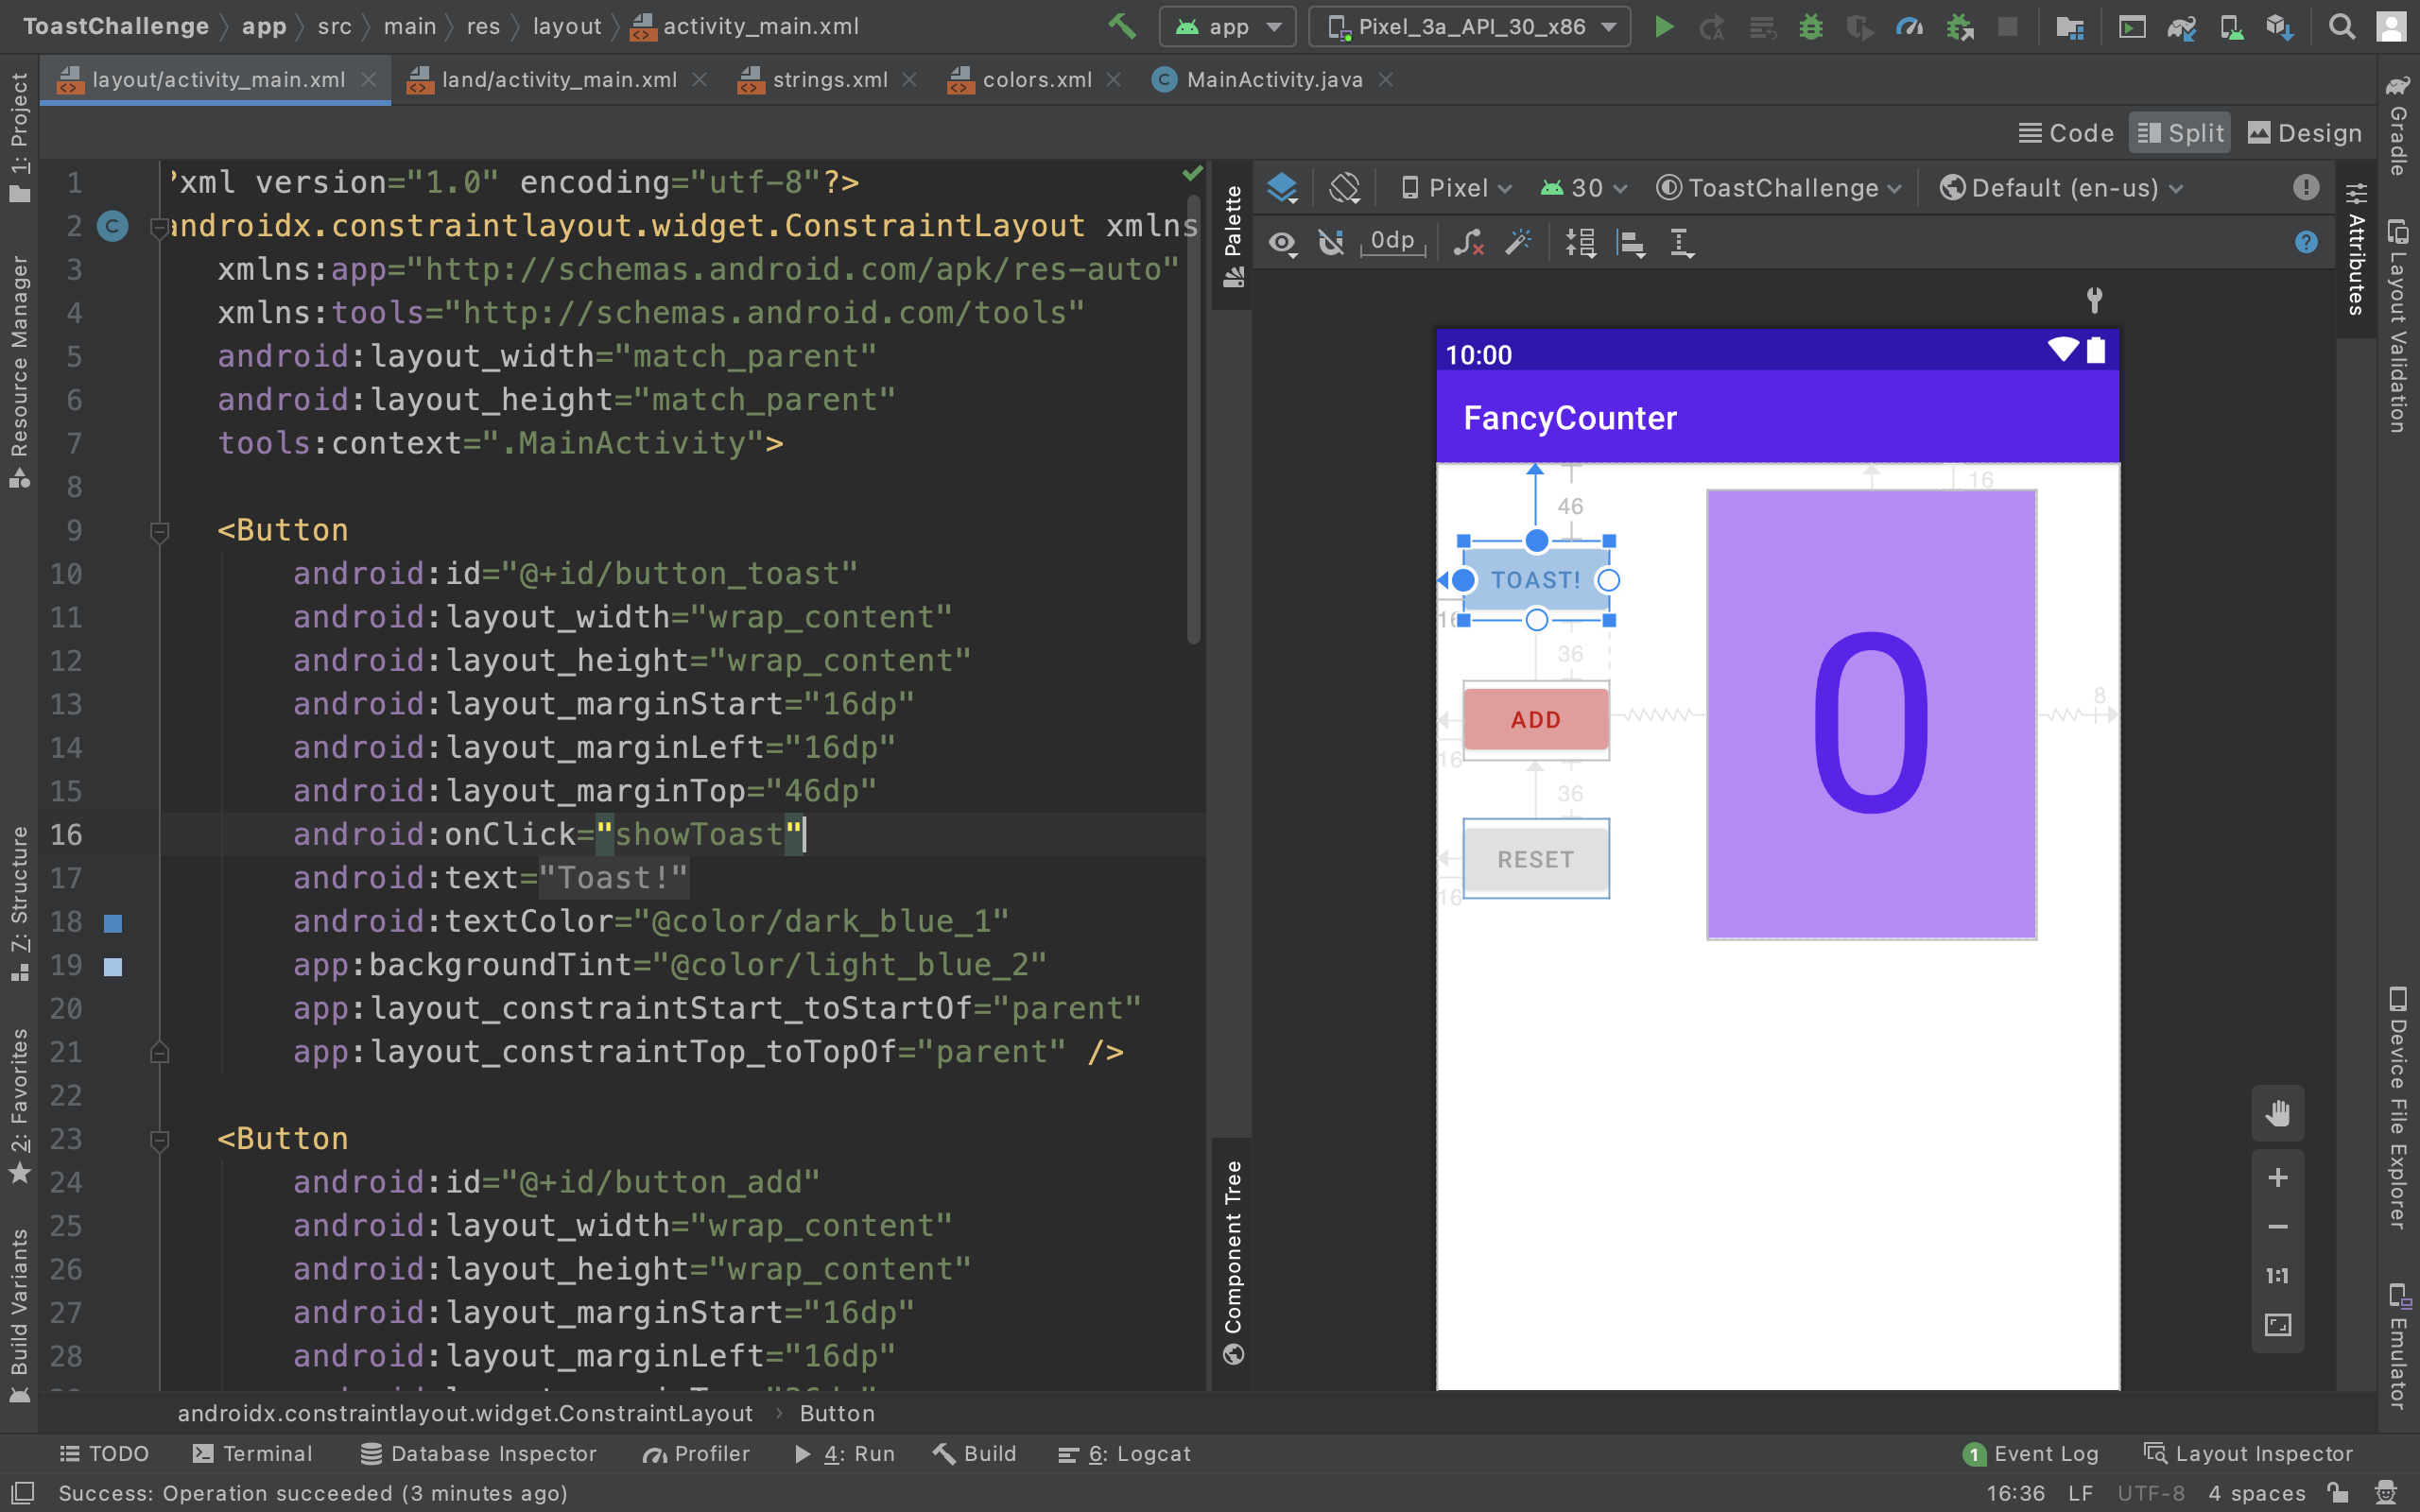 ToastChallenge app src main res layout activity_main.xml
app Pixel_3a_API_30_x86
layout/activity_main.xml land/activity_main.xml strings.xml colors.xml MainActivity.java
Code Split Design
1: Project
Resource Manager
7: Structure
2: Favorites
Build Variants
1 ?xml version="1.0" encoding="utf-8"?>
2 androidx.constraintlayout.widget.ConstraintLayout xmlns
3 xmlns:app="http://schemas.android.com/apk/res-auto"
4 xmlns:tools="http://schemas.android.com/tools"
5 android:layout_width="match_parent"
6 android:layout_height="match_parent"
7 tools:context=".MainActivity">
8
9 <Button
10 android:id="@+id/button_toast"
11 android:layout_width="wrap_content"
12 android:layout_height="wrap_content"
13 android:layout_marginStart="16dp"
14 android:layout_marginLeft="16dp"
15 android:layout_marginTop="46dp"
16 android:onClick="showToast"
17 android:text="Toast!"
18 android:textColor="@color/dark_blue_1"
19 app:backgroundTint="@color/light_blue_2"
20 app:layout_constraintStart_toStartOf="parent"
21 app:layout_constraintTop_toTopOf="parent" />
22
23 <Button
24 android:id="@+id/button_add"
25 android:layout_width="wrap_content"
26 android:layout_height="wrap_content"
27 android:layout_marginStart="16dp"
28 android:layout_marginLeft="16dp"
Palette
Component Tree
Pixel 30 ToastChallenge Default (en-us)
0dp
10:00
FancyCounter
46
16
TOAST!
16
36
ADD
16
36
RESET
16
0
8
1:1
Attributes
Gradle
Layout Validation
Device File Explorer
Emulator
androidx.constraintlayout.widget.ConstraintLayout Button
TODO Terminal Database Inspector Profiler 4: Run Build 6: Logcat 1 Event Log Layout Inspector
Success: Operation succeeded (3 minutes ago) 16:36 LF UTF-8 4 spaces